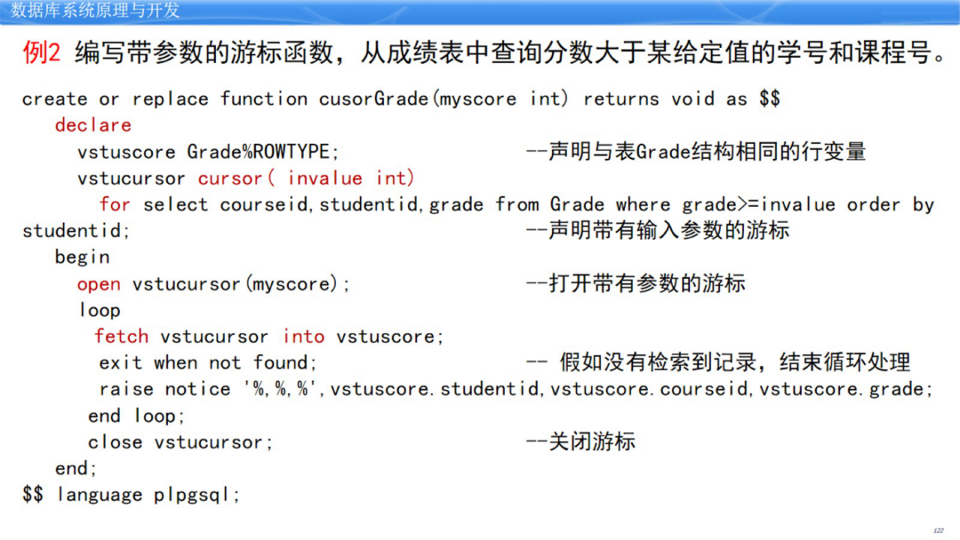 数据库系统原理与开发
例2 编写带参数的游标函数，从成绩表中查询分数大于某给定值的学号和课程号。
create or replace function cusorGrade(myscore int) returns void as $$
declare
vstuscore Grade%ROWTYPE; --声明与表Grade结构相同的行变量
vstucursor cursor( invalue int)
for select courseid,studentid,grade from Grade where grade>=invalue order by
studentid; --声明带有输入参数的游标
begin
open vstucursor(myscore); --打开带有参数的游标
loop
fetch vstucursor into vstuscore;
exit when not found; -- 假如没有检索到记录，结束循环处理
raise notice '%,%,%',vstuscore.studentid,vstuscore.courseid,vstuscore.grade;
end loop;
close vstucursor; --关闭游标
end;
$$ language plpgsql;
122